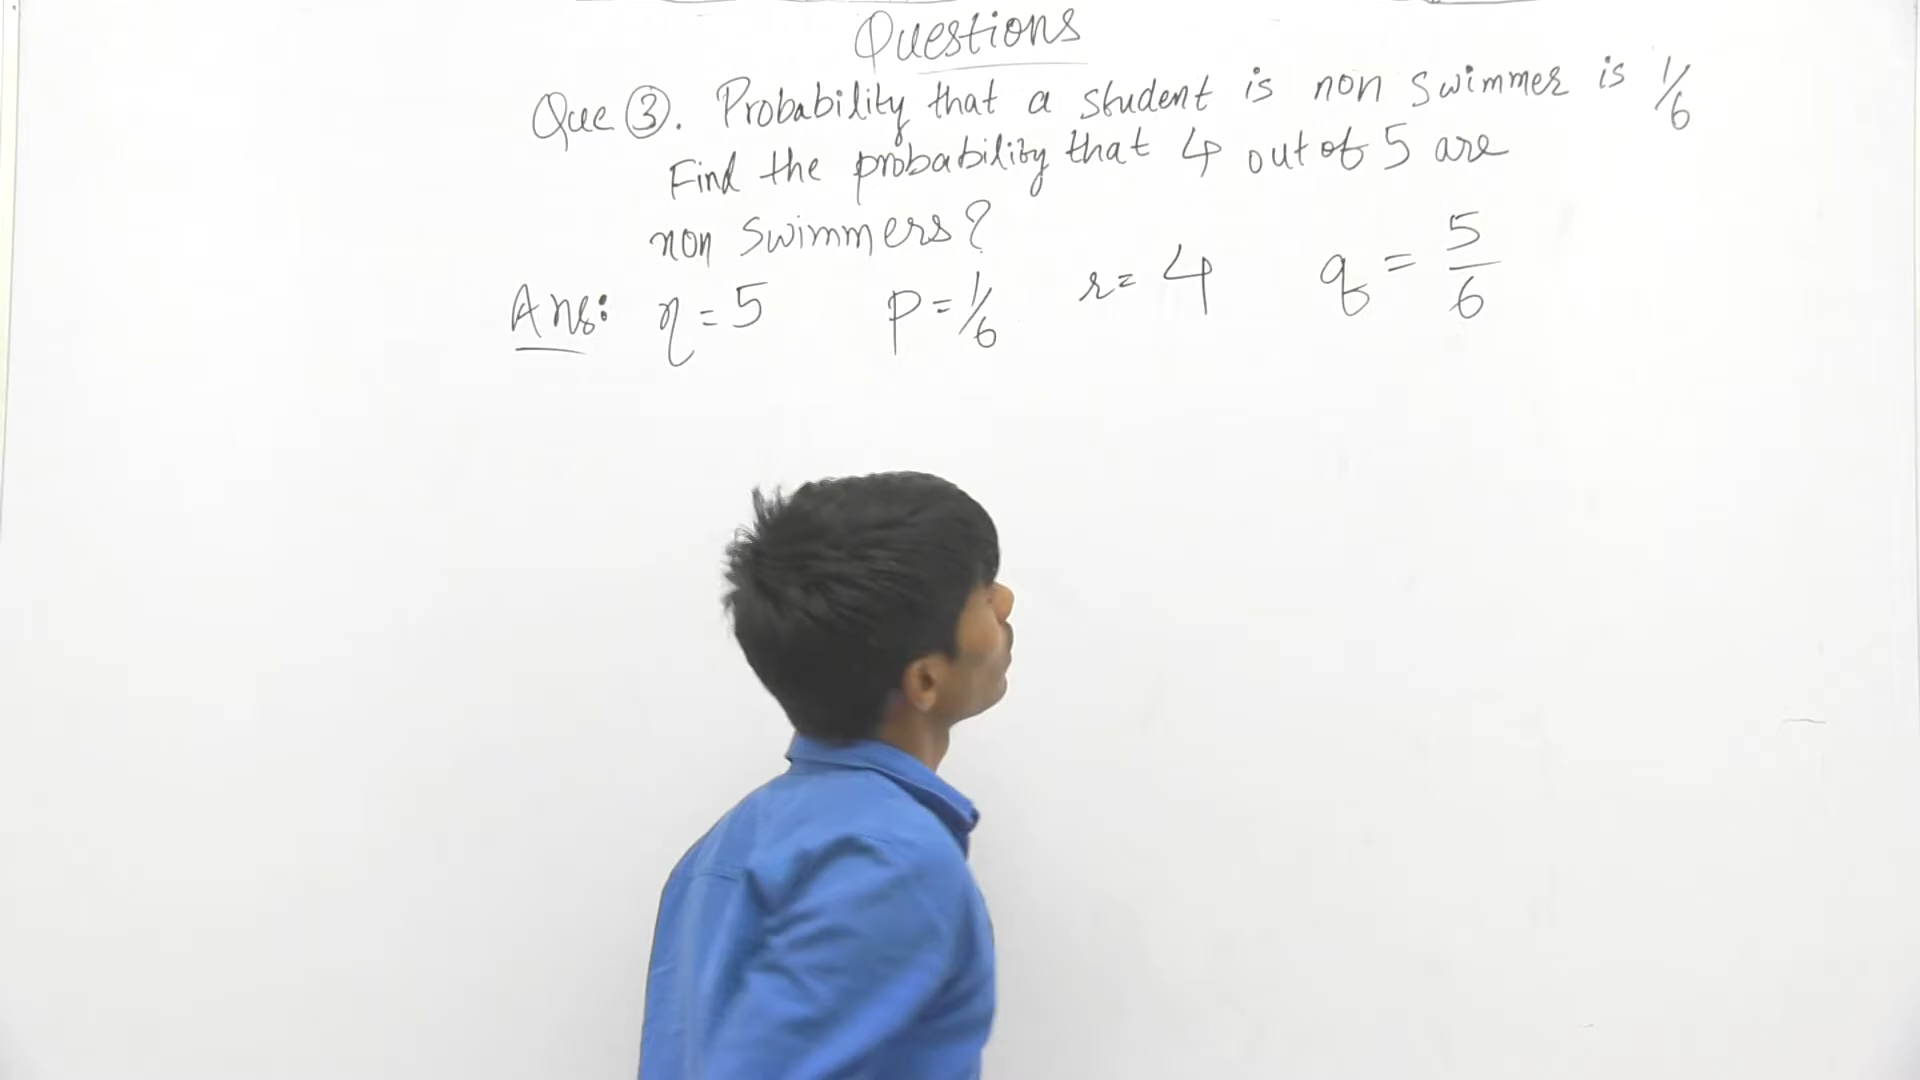 Questions
Que ③. Probability that a student is non swimmer is 1/6
Find the probability that 4 out of 5 are
non swimmers?
Ans: n = 5 p = 1/6 r = 4 q = 5/6